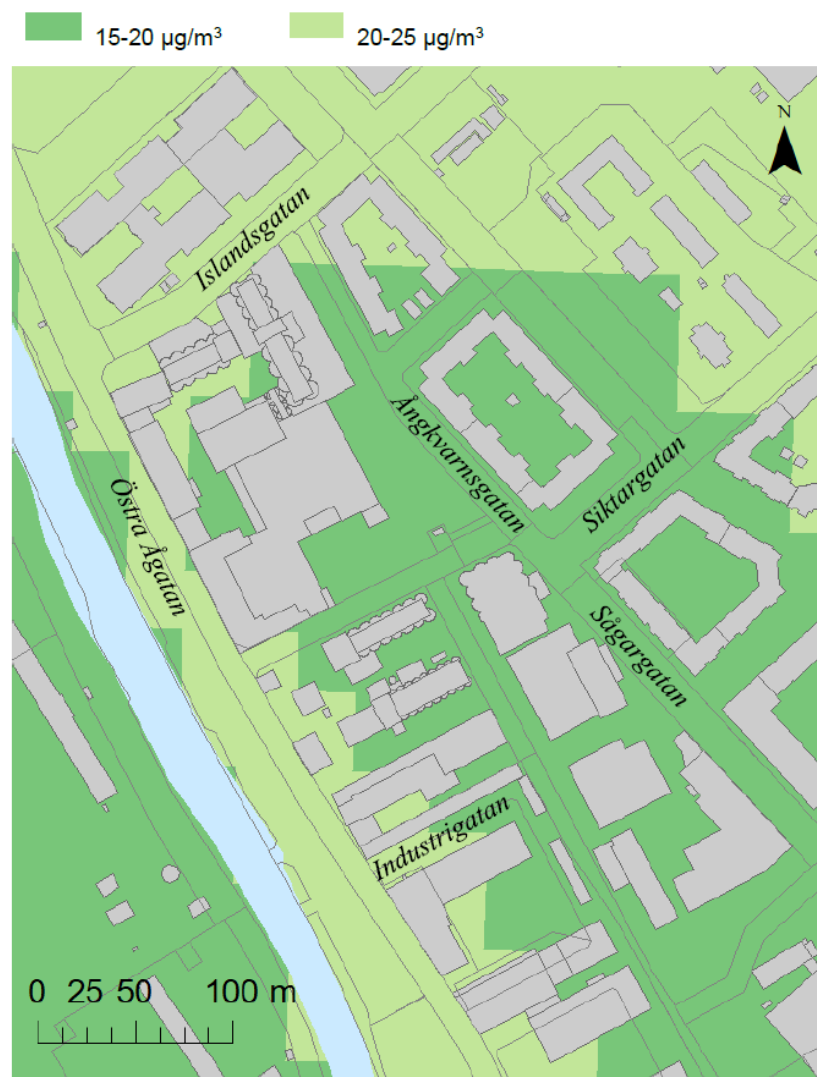 15-20 µg/m³
20-25 µg/m³
N
Islandsgatan
Ångkvarnsgatan
Siktargatan
Östra Ågatan
Sågargatan
Industrigatan
0 25 50 100 m